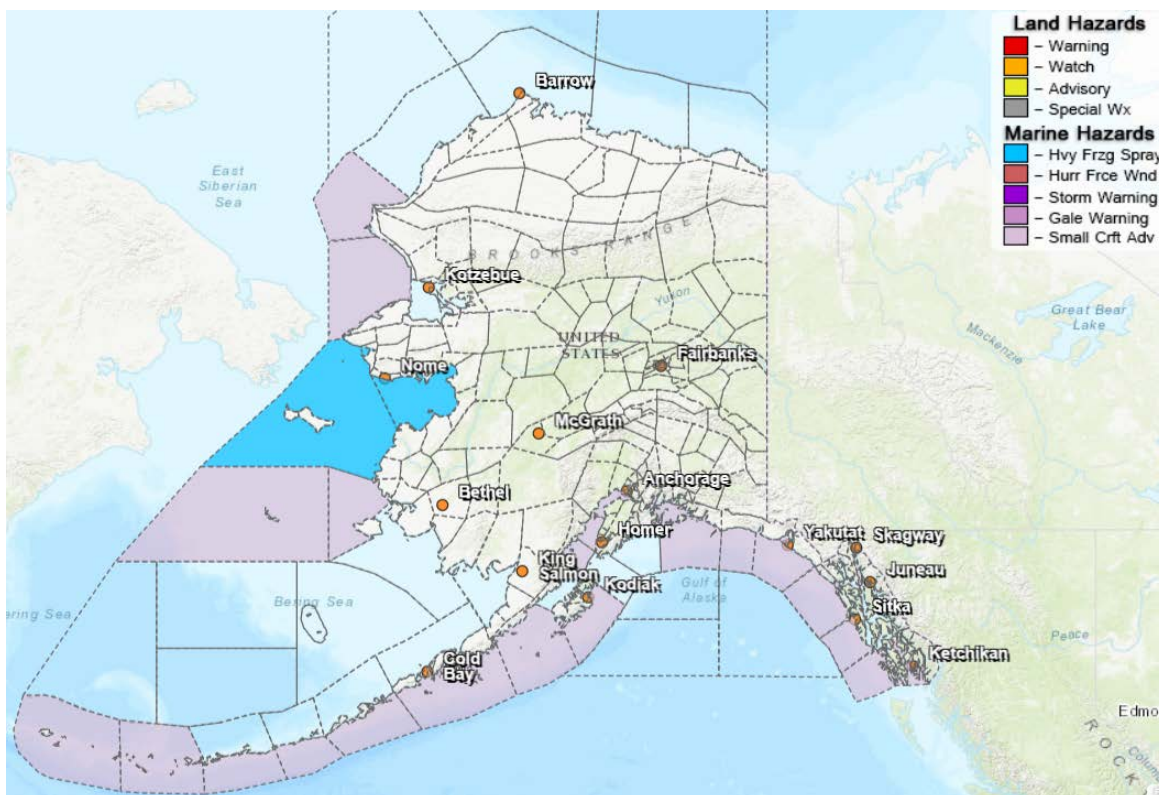 Land Hazards
– Warning
– Watch
– Advisory
– Special Wx
Marine Hazards
– Hvy Frzg Spray
– Hurr Frce Wnd
– Storm Warning
– Gale Warning
– Small Crft Adv
Barrow
East
Siberian
Sea
BROOKS RANGE
Kotzebue
Yukon
Great Bear
Lake
Mackenzie
UNITED
STATES
Fairbanks
Nome
McGrath
Anchorage
Bethel
Homer
Yakutat
Skagway
King
Salmon
Juneau
Kodiak
Gulf of
Alaska
Sitka
Bering Sea
ering Sea
Peace
Cold
Bay
Ketchikan
Edmo
ROCK
Colum